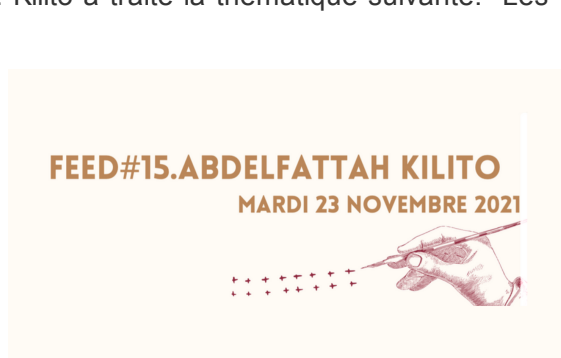 Kilito a traité la thématique suivante: "Les
FEED#15.ABDELFATTAH KILITO
MARDI 23 NOVEMBRE 2021